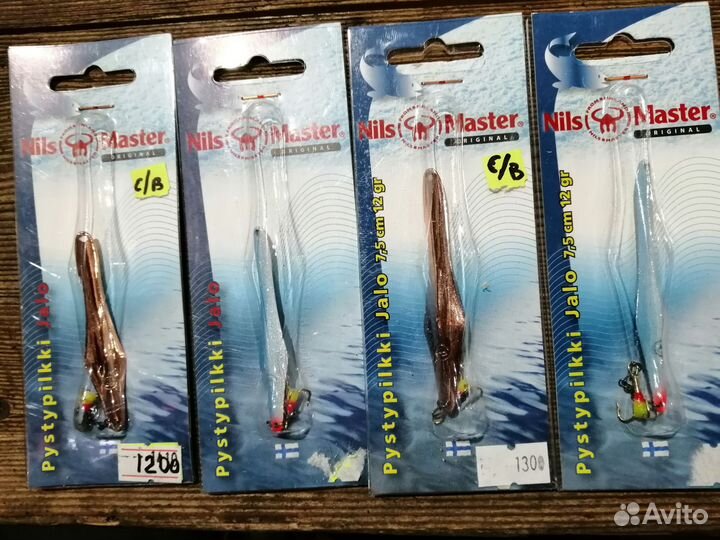 Nils Master®
ORIGINAL
C/B
Pystypilkki Jalo
1200
Nils Master®
ORIGINAL
Pystypilkki Jalo
Nils Master®
ORIGINAL
C/B
Pystypilkki Jalo 7,5 cm 12 gr
1300
Nils Master®
ORIGINAL
Pystypilkki Jalo 7,5 cm 12 gr
Avito